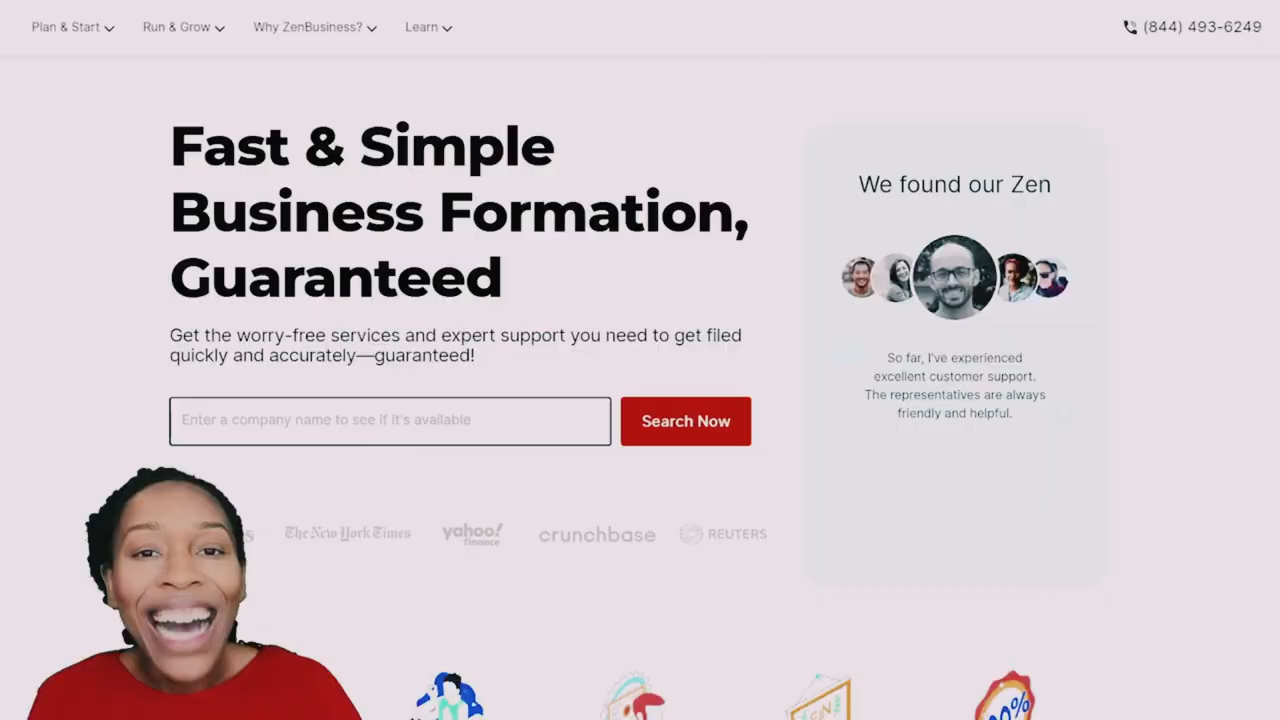 Plan & Start
Run & Grow
Why ZenBusiness?
Learn
(844) 493-6249
Fast & Simple
Business Formation,
Guaranteed
Get the worry-free services and expert support you need to get filed
quickly and accurately—guaranteed!
Enter a company name to see if it's available
Search Now
The New York Times
yahoo!
finance
crunchbase
REUTERS
We found our Zen
So far, I've experienced
excellent customer support.
The representatives are always
friendly and helpful.
EIN